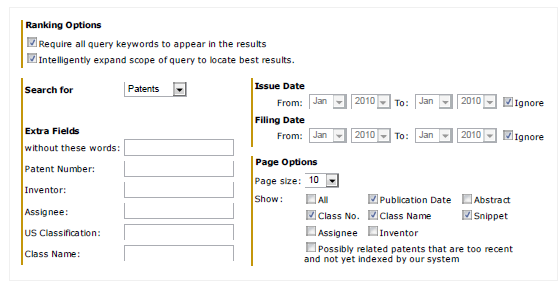 Ranking Options
Require all query keywords to appear in the results
Intelligently expand scope of query to locate best results.
Search for Patents
Issue Date
From: Jan 2010 To: Jan 2010 Ignore
Filing Date
From: Jan 2010 To: Jan 2010 Ignore
Extra Fields
without these words:
Patent Number:
Inventor:
Assignee:
US Classification:
Class Name:
Page Options
Page size: 10
Show: All Publication Date Abstract
Class No. Class Name Snippet
Assignee Inventor
Possibly related patents that are too recent
and not yet indexed by our system